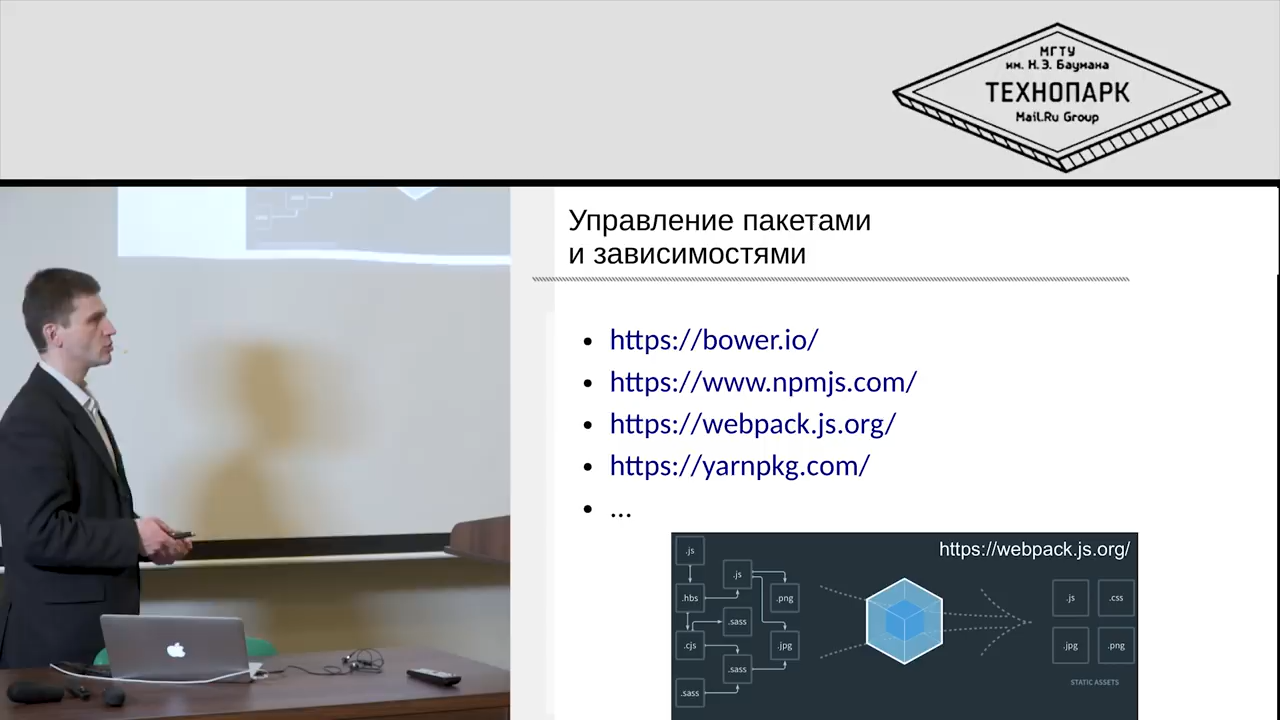 МГТУ
им. Н.Э. Баумана
ТЕХНОПАРК
Mail.Ru Group
Управление пакетами
и зависимостями
• https://bower.io/
• https://www.npmjs.com/
• https://webpack.js.org/
• https://yarnpkg.com/
• ...
https://webpack.js.org/
.js
.js
.hbs
.png
.sass
.cjs
.jpg
.sass
.sass
.js .css
.jpg .png
STATIC ASSETS